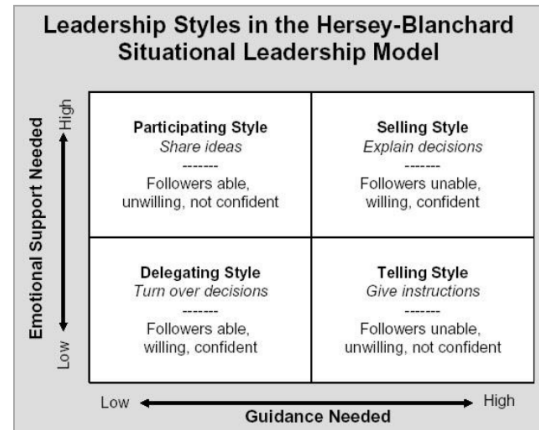 Leadership Styles in the Hersey-Blanchard
Situational Leadership Model
Emotional Support Needed
High
Low
Participating Style
Share ideas
-------
Followers able,
unwilling, not confident
Selling Style
Explain decisions
-------
Followers unable,
willing, confident
Delegating Style
Turn over decisions
-------
Followers able,
willing, confident
Telling Style
Give instructions
-------
Followers unable,
unwilling, not confident
Low
High
Guidance Needed